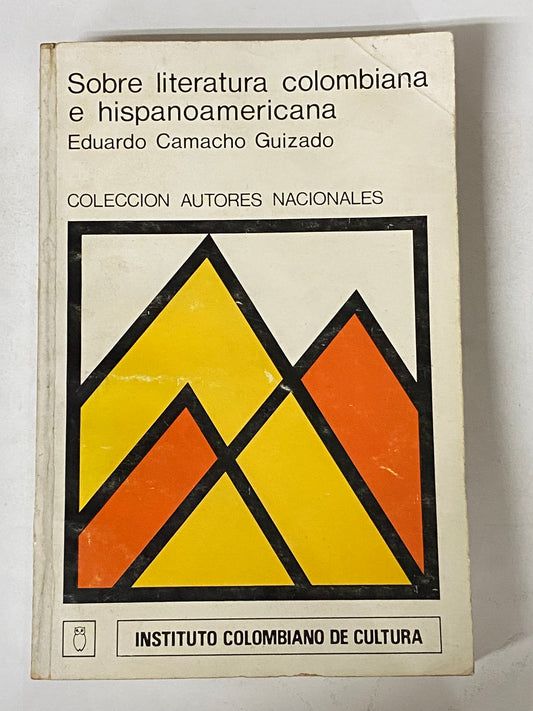 Sobre literatura colombiana
e hispanoamericana
Eduardo Camacho Guizado
COLECCION AUTORES NACIONALES
INSTITUTO COLOMBIANO DE CULTURA